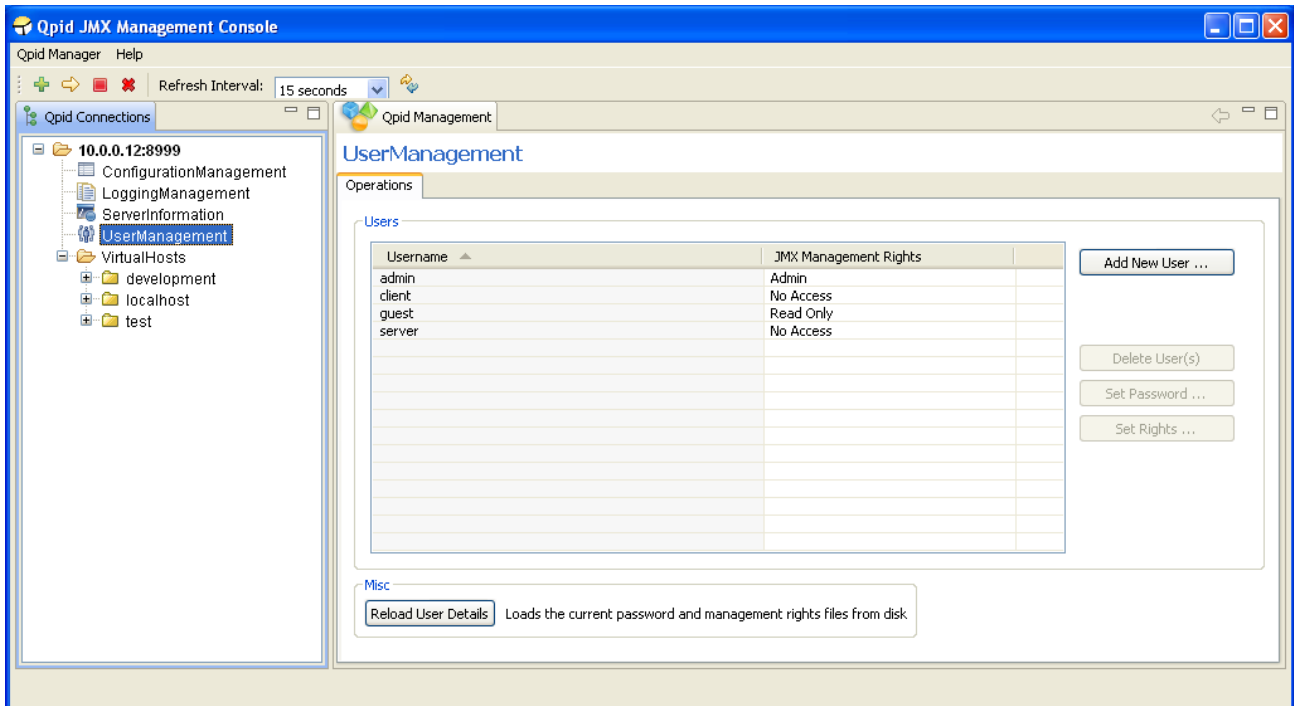 Qpid JMX Management Console
Qpid Manager Help
Refresh Interval: 15 seconds
Qpid Connections
10.0.0.12:8999
ConfigurationManagement
LoggingManagement
ServerInformation
UserManagement
VirtualHosts
development
localhost
test
Qpid Management
UserManagement
Operations
Users
Username JMX Management Rights
admin Admin
client No Access
guest Read Only
server No Access
Add New User ...
Delete User(s)
Set Password ...
Set Rights ...
Misc
Reload User Details Loads the current password and management rights files from disk